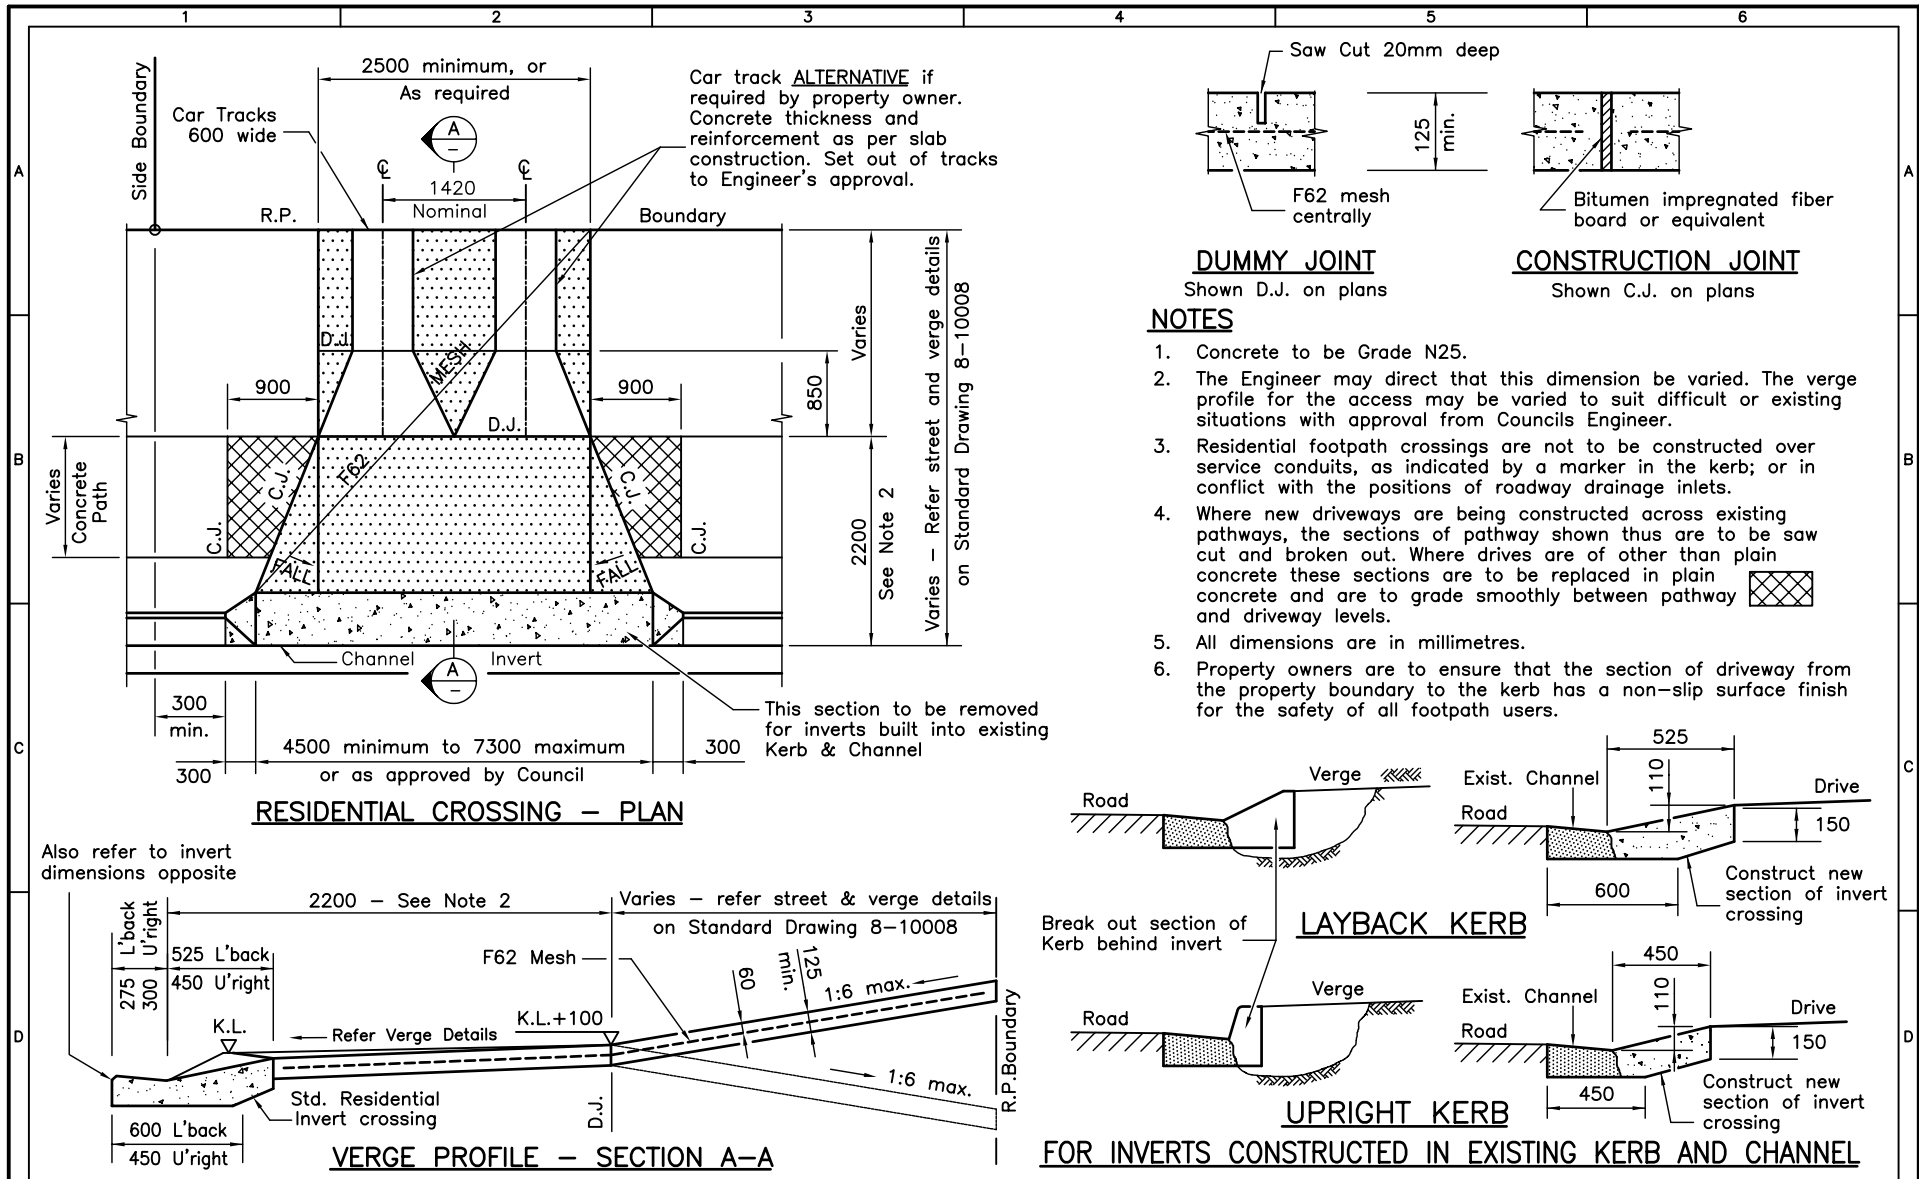 1 2 3 4 5 6
A
B
C
D
A
B
C
D
Side Boundary
2500 minimum, or
As required
Car Tracks
600 wide
A
–
Car track ALTERNATIVE if
required by property owner.
Concrete thickness and
reinforcement as per slab
construction. Set out of tracks
to Engineer's approval.
℄ ℄
1420
Nominal
R.P. Boundary
D.J.
MESH
F62
D.J.
900
900
Varies
850
2200
See Note 2
Varies – Refer street and verge details
on Standard Drawing 8–10008
Varies
Concrete
Path
C.J.
C.J.
C.J.
C.J.
FALL
FALL
Channel Invert
A
–
300
min.
This section to be removed
for inverts built into existing
Kerb & Channel
300
4500 minimum to 7300 maximum
or as approved by Council
300
RESIDENTIAL CROSSING – PLAN
Saw Cut 20mm deep
125
min.
F62 mesh
centrally
Bitumen impregnated fiber
board or equivalent
DUMMY JOINT
Shown D.J. on plans
CONSTRUCTION JOINT
Shown C.J. on plans
NOTES
1. Concrete to be Grade N25.
2. The Engineer may direct that this dimension be varied. The verge
profile for the access may be varied to suit difficult or existing
situations with approval from Councils Engineer.
3. Residential footpath crossings are not to be constructed over
service conduits, as indicated by a marker in the kerb; or in
conflict with the positions of roadway drainage inlets.
4. Where new driveways are being constructed across existing
pathways, the sections of pathway shown thus are to be saw
cut and broken out. Where drives are of other than plain
concrete these sections are to be replaced in plain
concrete and are to grade smoothly between pathway
and driveway levels.
5. All dimensions are in millimetres.
6. Property owners are to ensure that the section of driveway from
the property boundary to the kerb has a non–slip surface finish
for the safety of all footpath users.
Also refer to invert
dimensions opposite
2200 – See Note 2
Varies – refer street & verge details
on Standard Drawing 8–10008
275 L'back
300 U'right
525 L'back
450 U'right
F62 Mesh
60
125
min.
1:6 max.
K.L.
Refer Verge Details
K.L.+100
1:6 max.
R.P.Boundary
D.J.
Std. Residential
Invert crossing
600 L'back
450 U'right
VERGE PROFILE – SECTION A–A
Road
Verge
Exist. Channel
Road
525
110
Drive
150
600
Construct new
section of invert
crossing
Break out section of
Kerb behind invert
LAYBACK KERB
Road
Verge
Exist. Channel
Road
450
110
Drive
150
450
Construct new
section of invert
crossing
UPRIGHT KERB
FOR INVERTS CONSTRUCTED IN EXISTING KERB AND CHANNEL